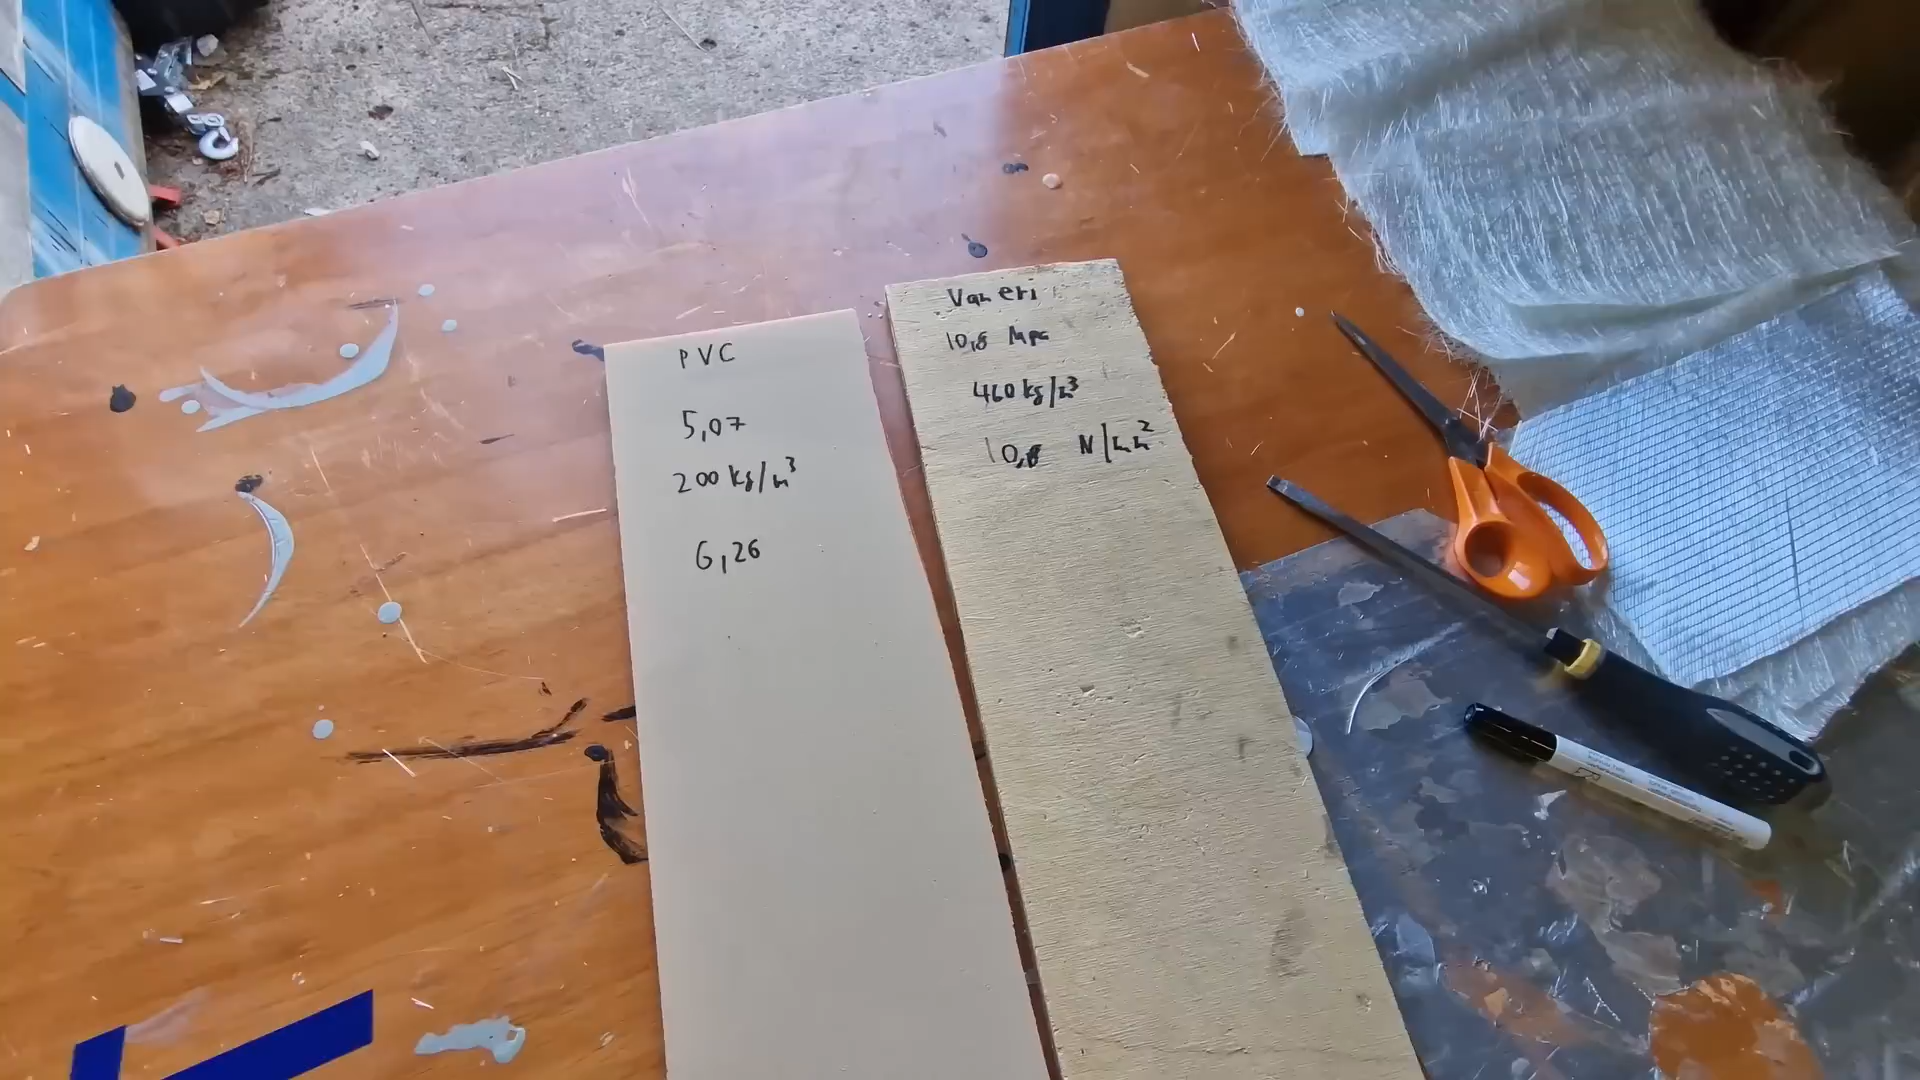 PVC
5,07
200 kg/m³
6,26
Vaneri
10,8 Mpa
460 kg/m³
10,8 N/mm²